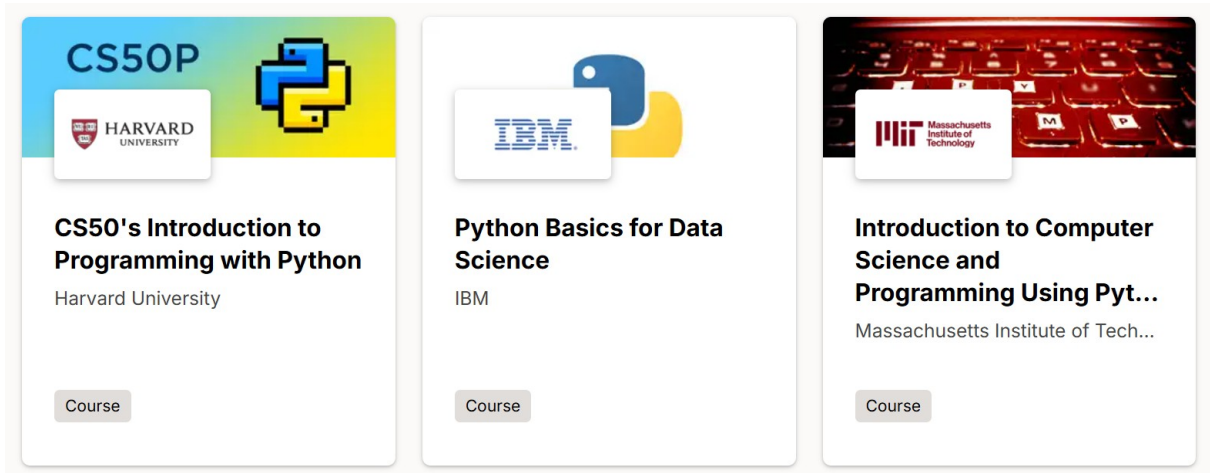 CS50P
HARVARD
UNIVERSITY
CS50's Introduction to
Programming with Python
Harvard University
Course
IBM.
Python Basics for Data
Science
IBM
Course
P Y
M P
Massachusetts
Institute of
Technology
Introduction to Computer
Science and
Programming Using Pyt...
Massachusetts Institute of Tech...
Course